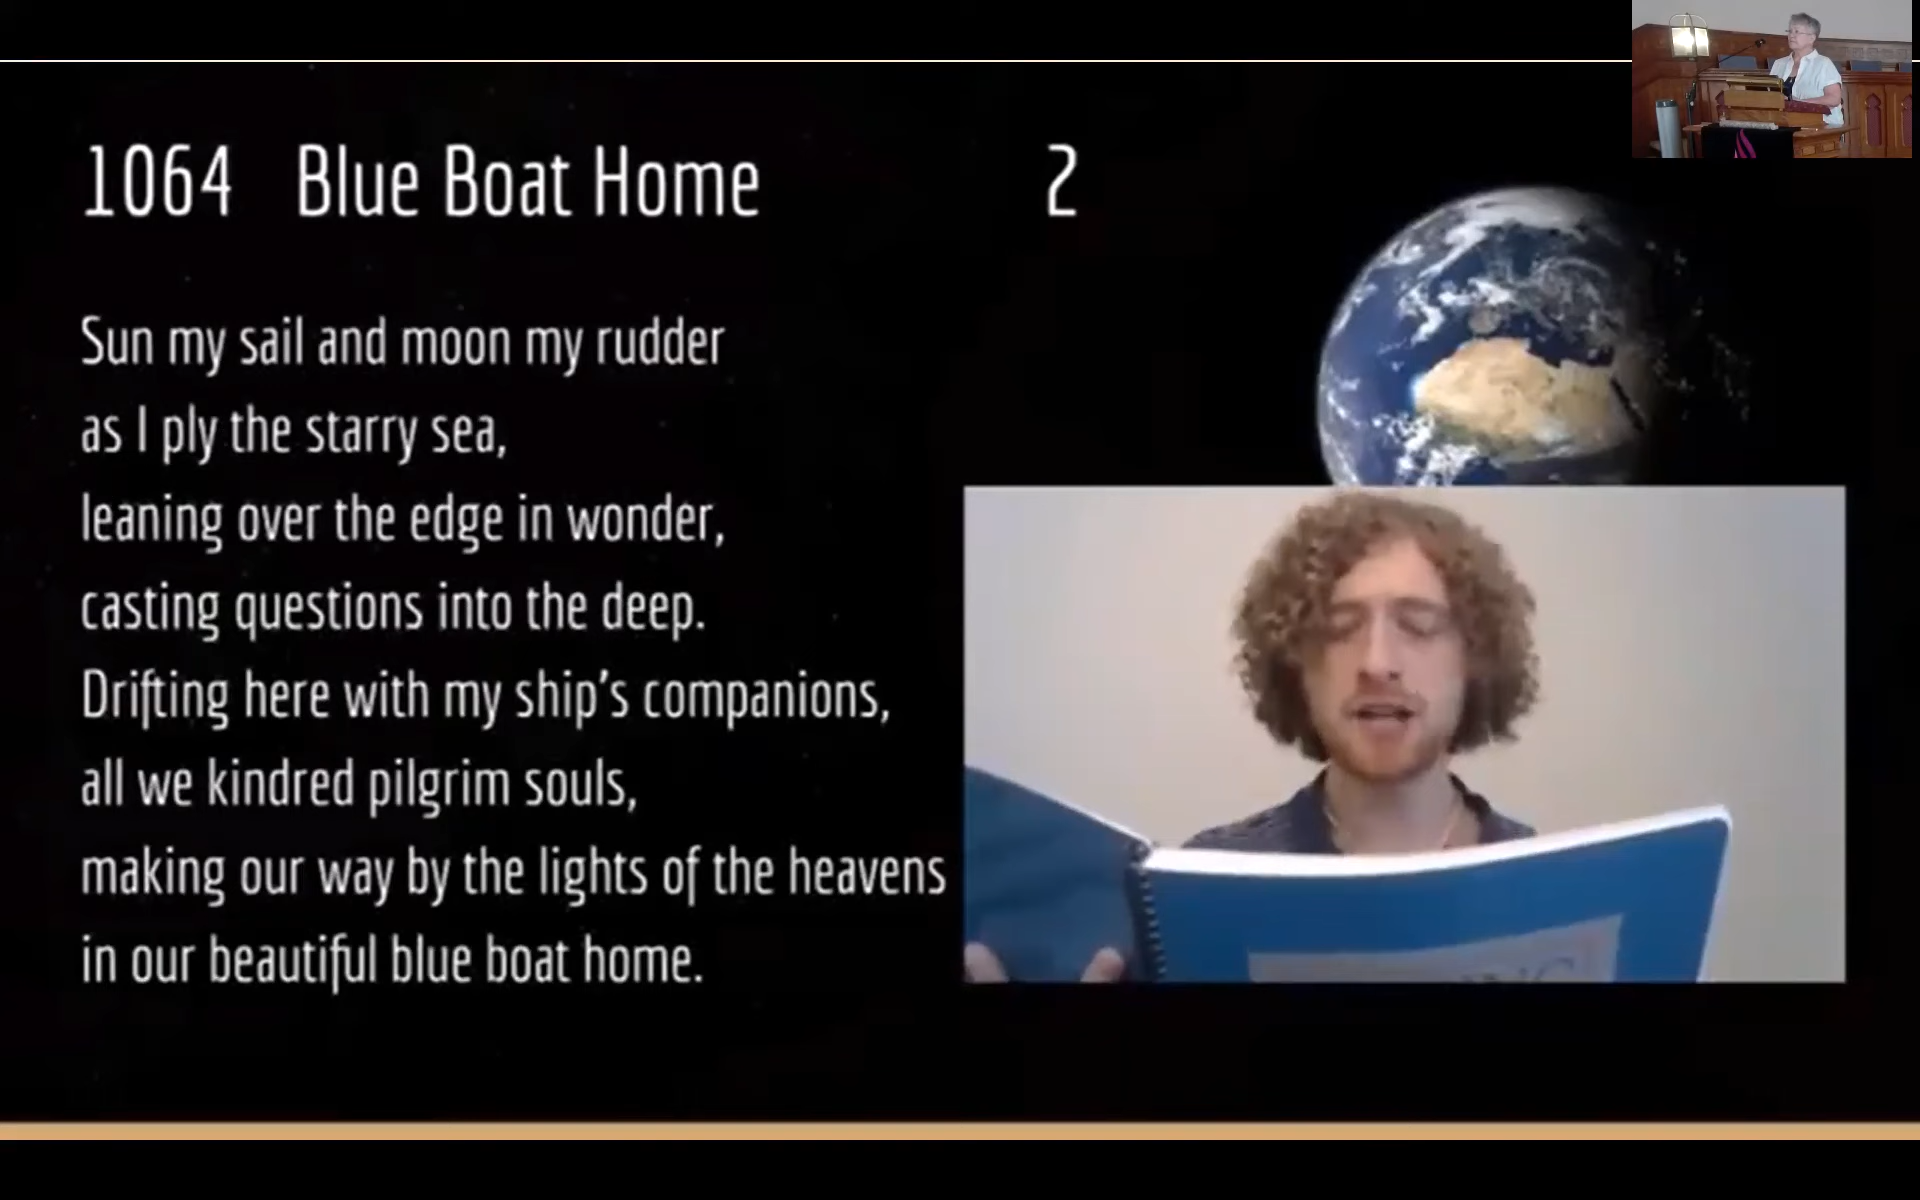 1064 Blue Boat Home 2
Sun my sail and moon my rudder
as I ply the starry sea,
leaning over the edge in wonder,
casting questions into the deep.
Drifting here with my ship's companions,
all we kindred pilgrim souls,
making our way by the lights of the heavens
in our beautiful blue boat home.